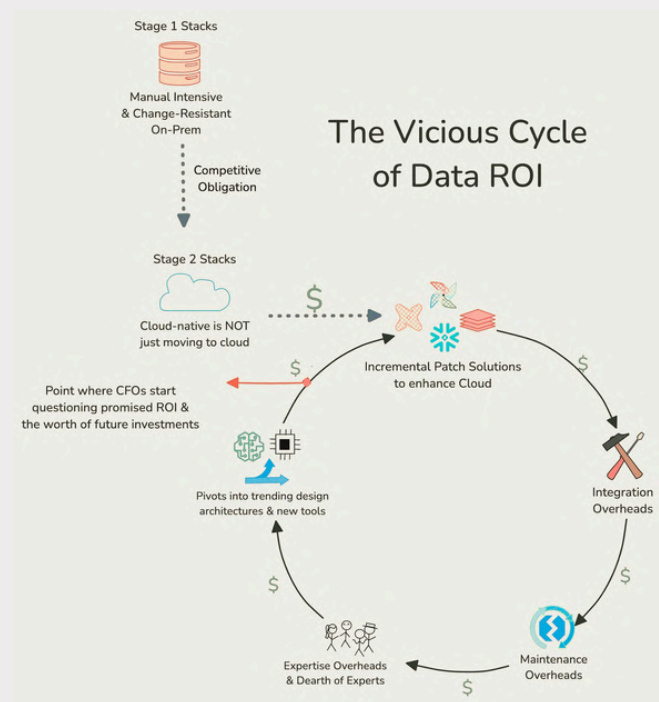 Stage 1 Stacks
Manual Intensive
& Change-Resistant
On-Prem
The Vicious Cycle
of Data ROI
Competitive
Obligation
Stage 2 Stacks
$
Cloud-native is NOT
just moving to cloud
Incremental Patch Solutions
to enhance Cloud
$
$
Point where CFOs start
questioning promised ROI &
the worth of future investments
Integration
Overheads
Pivots into trending design
architectures & new tools
$
$
Expertise Overheads
& Dearth of Experts
Maintenance
Overheads
$